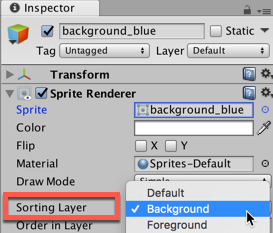 Inspector
background_blue Static
Tag Untagged Layer Default
Transform
Sprite Renderer
Sprite background_blue
Color
Flip X Y
Material Sprites-Default
Draw Mode Simple
Default
Sorting Layer Background
Order in Layer Foreground